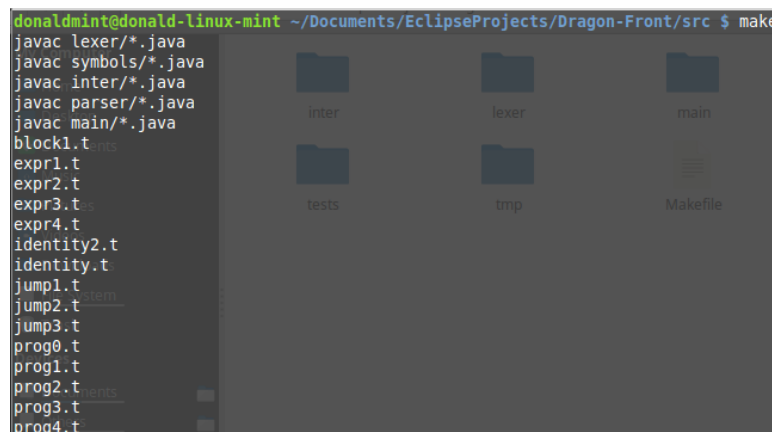 donaldmint@donald-linux-mint ~/Documents/EclipseProjects/Dragon-Front/src $ make
javac lexer/*.java
javac symbols/*.java
javac inter/*.java
javac parser/*.java
javac main/*.java
block1.t
expr1.t
expr2.t
expr3.t
expr4.t
identity2.t
identity.t
jump1.t
jump2.t
jump3.t
prog0.t
prog1.t
prog2.t
prog3.t
prog4.t
inter
lexer
main
tests
tmp
Makefile